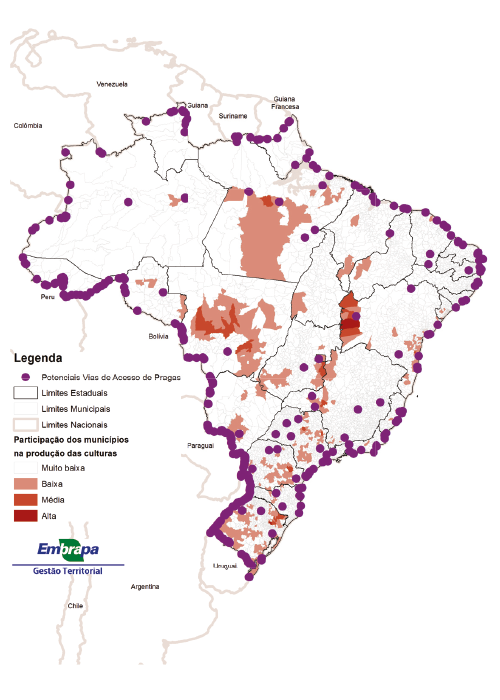 Venezuela
Guiana
Guiana
Francesa
Suriname
Colômbia
Peru
Bolívia
Legenda
Potenciais Vias de Acesso de Pragas
Limites Estaduais
Limites Municipais
Limites Nacionais
Participação dos municípios
na produção das culturas
Muito baixa
Baixa
Média
Alta
Paraguai
Embrapa
Gestão Territorial
Uruguai
Argentina
Chile